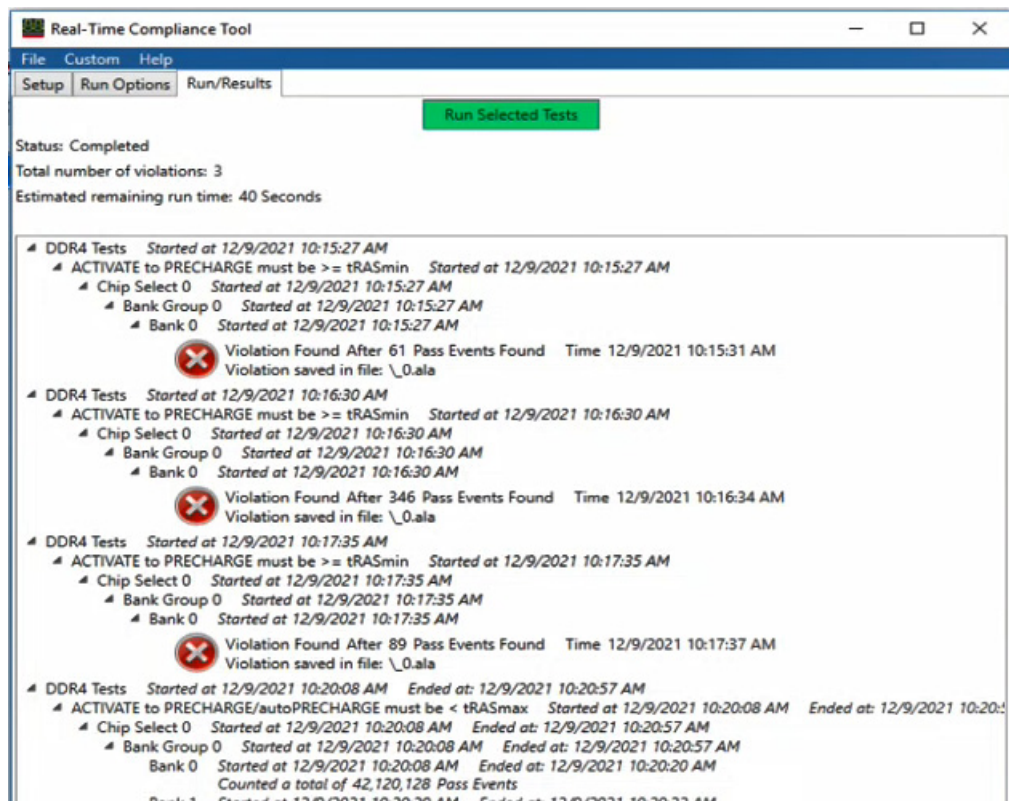 Real-Time Compliance Tool
File Custom Help
Setup Run Options Run/Results
Run Selected Tests
Status: Completed
Total number of violations: 3
Estimated remaining run time: 40 Seconds
DDR4 Tests Started at 12/9/2021 10:15:27 AM
ACTIVATE to PRECHARGE must be >= tRASmin Started at 12/9/2021 10:15:27 AM
Chip Select 0 Started at 12/9/2021 10:15:27 AM
Bank Group 0 Started at 12/9/2021 10:15:27 AM
Bank 0 Started at 12/9/2021 10:15:27 AM
Violation Found After 61 Pass Events Found Time 12/9/2021 10:15:31 AM
Violation saved in file: \_0.ala
DDR4 Tests Started at 12/9/2021 10:16:30 AM
ACTIVATE to PRECHARGE must be >= tRASmin Started at 12/9/2021 10:16:30 AM
Chip Select 0 Started at 12/9/2021 10:16:30 AM
Bank Group 0 Started at 12/9/2021 10:16:30 AM
Bank 0 Started at 12/9/2021 10:16:30 AM
Violation Found After 346 Pass Events Found Time 12/9/2021 10:16:34 AM
Violation saved in file: \_0.ala
DDR4 Tests Started at 12/9/2021 10:17:35 AM
ACTIVATE to PRECHARGE must be >= tRASmin Started at 12/9/2021 10:17:35 AM
Chip Select 0 Started at 12/9/2021 10:17:35 AM
Bank Group 0 Started at 12/9/2021 10:17:35 AM
Bank 0 Started at 12/9/2021 10:17:35 AM
Violation Found After 89 Pass Events Found Time 12/9/2021 10:17:37 AM
Violation saved in file: \_0.ala
DDR4 Tests Started at 12/9/2021 10:20:08 AM Ended at: 12/9/2021 10:20:57 AM
ACTIVATE to PRECHARGE/autoPRECHARGE must be < tRASmax Started at 12/9/2021 10:20:08 AM Ended at: 12/9/2021 10:20:5
Chip Select 0 Started at 12/9/2021 10:20:08 AM Ended at: 12/9/2021 10:20:57 AM
Bank Group 0 Started at 12/9/2021 10:20:08 AM Ended at: 12/9/2021 10:20:57 AM
Bank 0 Started at 12/9/2021 10:20:08 AM Ended at: 12/9/2021 10:20:20 AM
Counted a total of 42,120,128 Pass Events